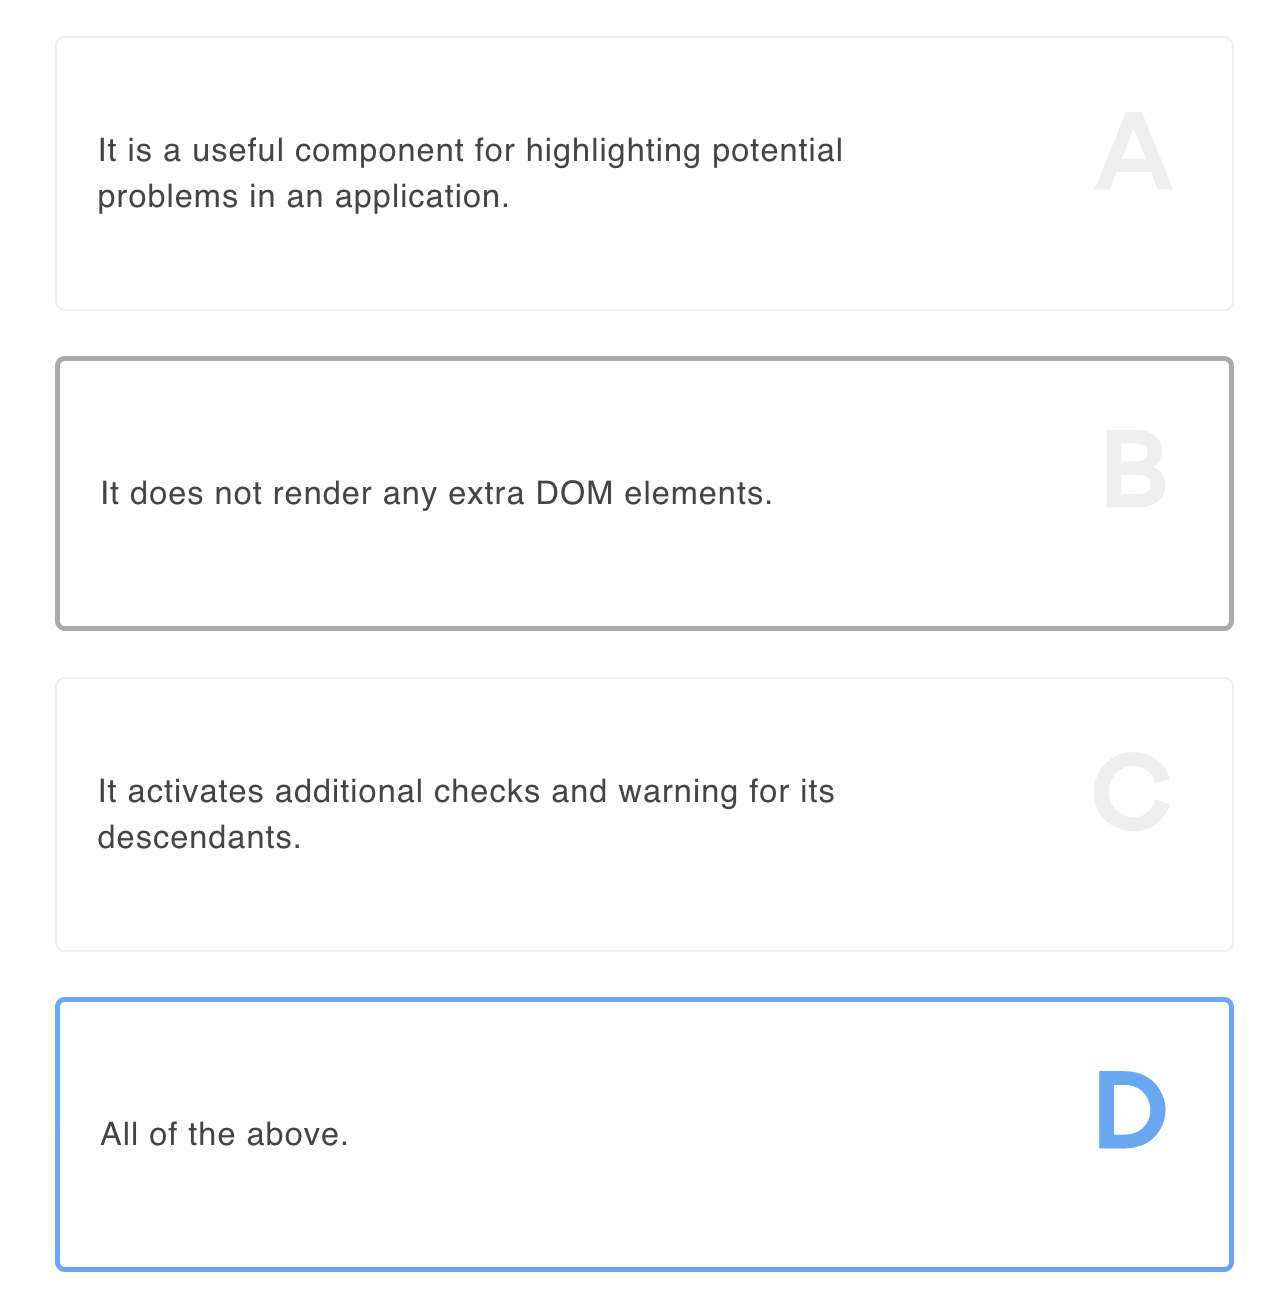 It is a useful component for highlighting potential
problems in an application.
A
It does not render any extra DOM elements.
B
It activates additional checks and warning for its
descendants.
C
All of the above.
D